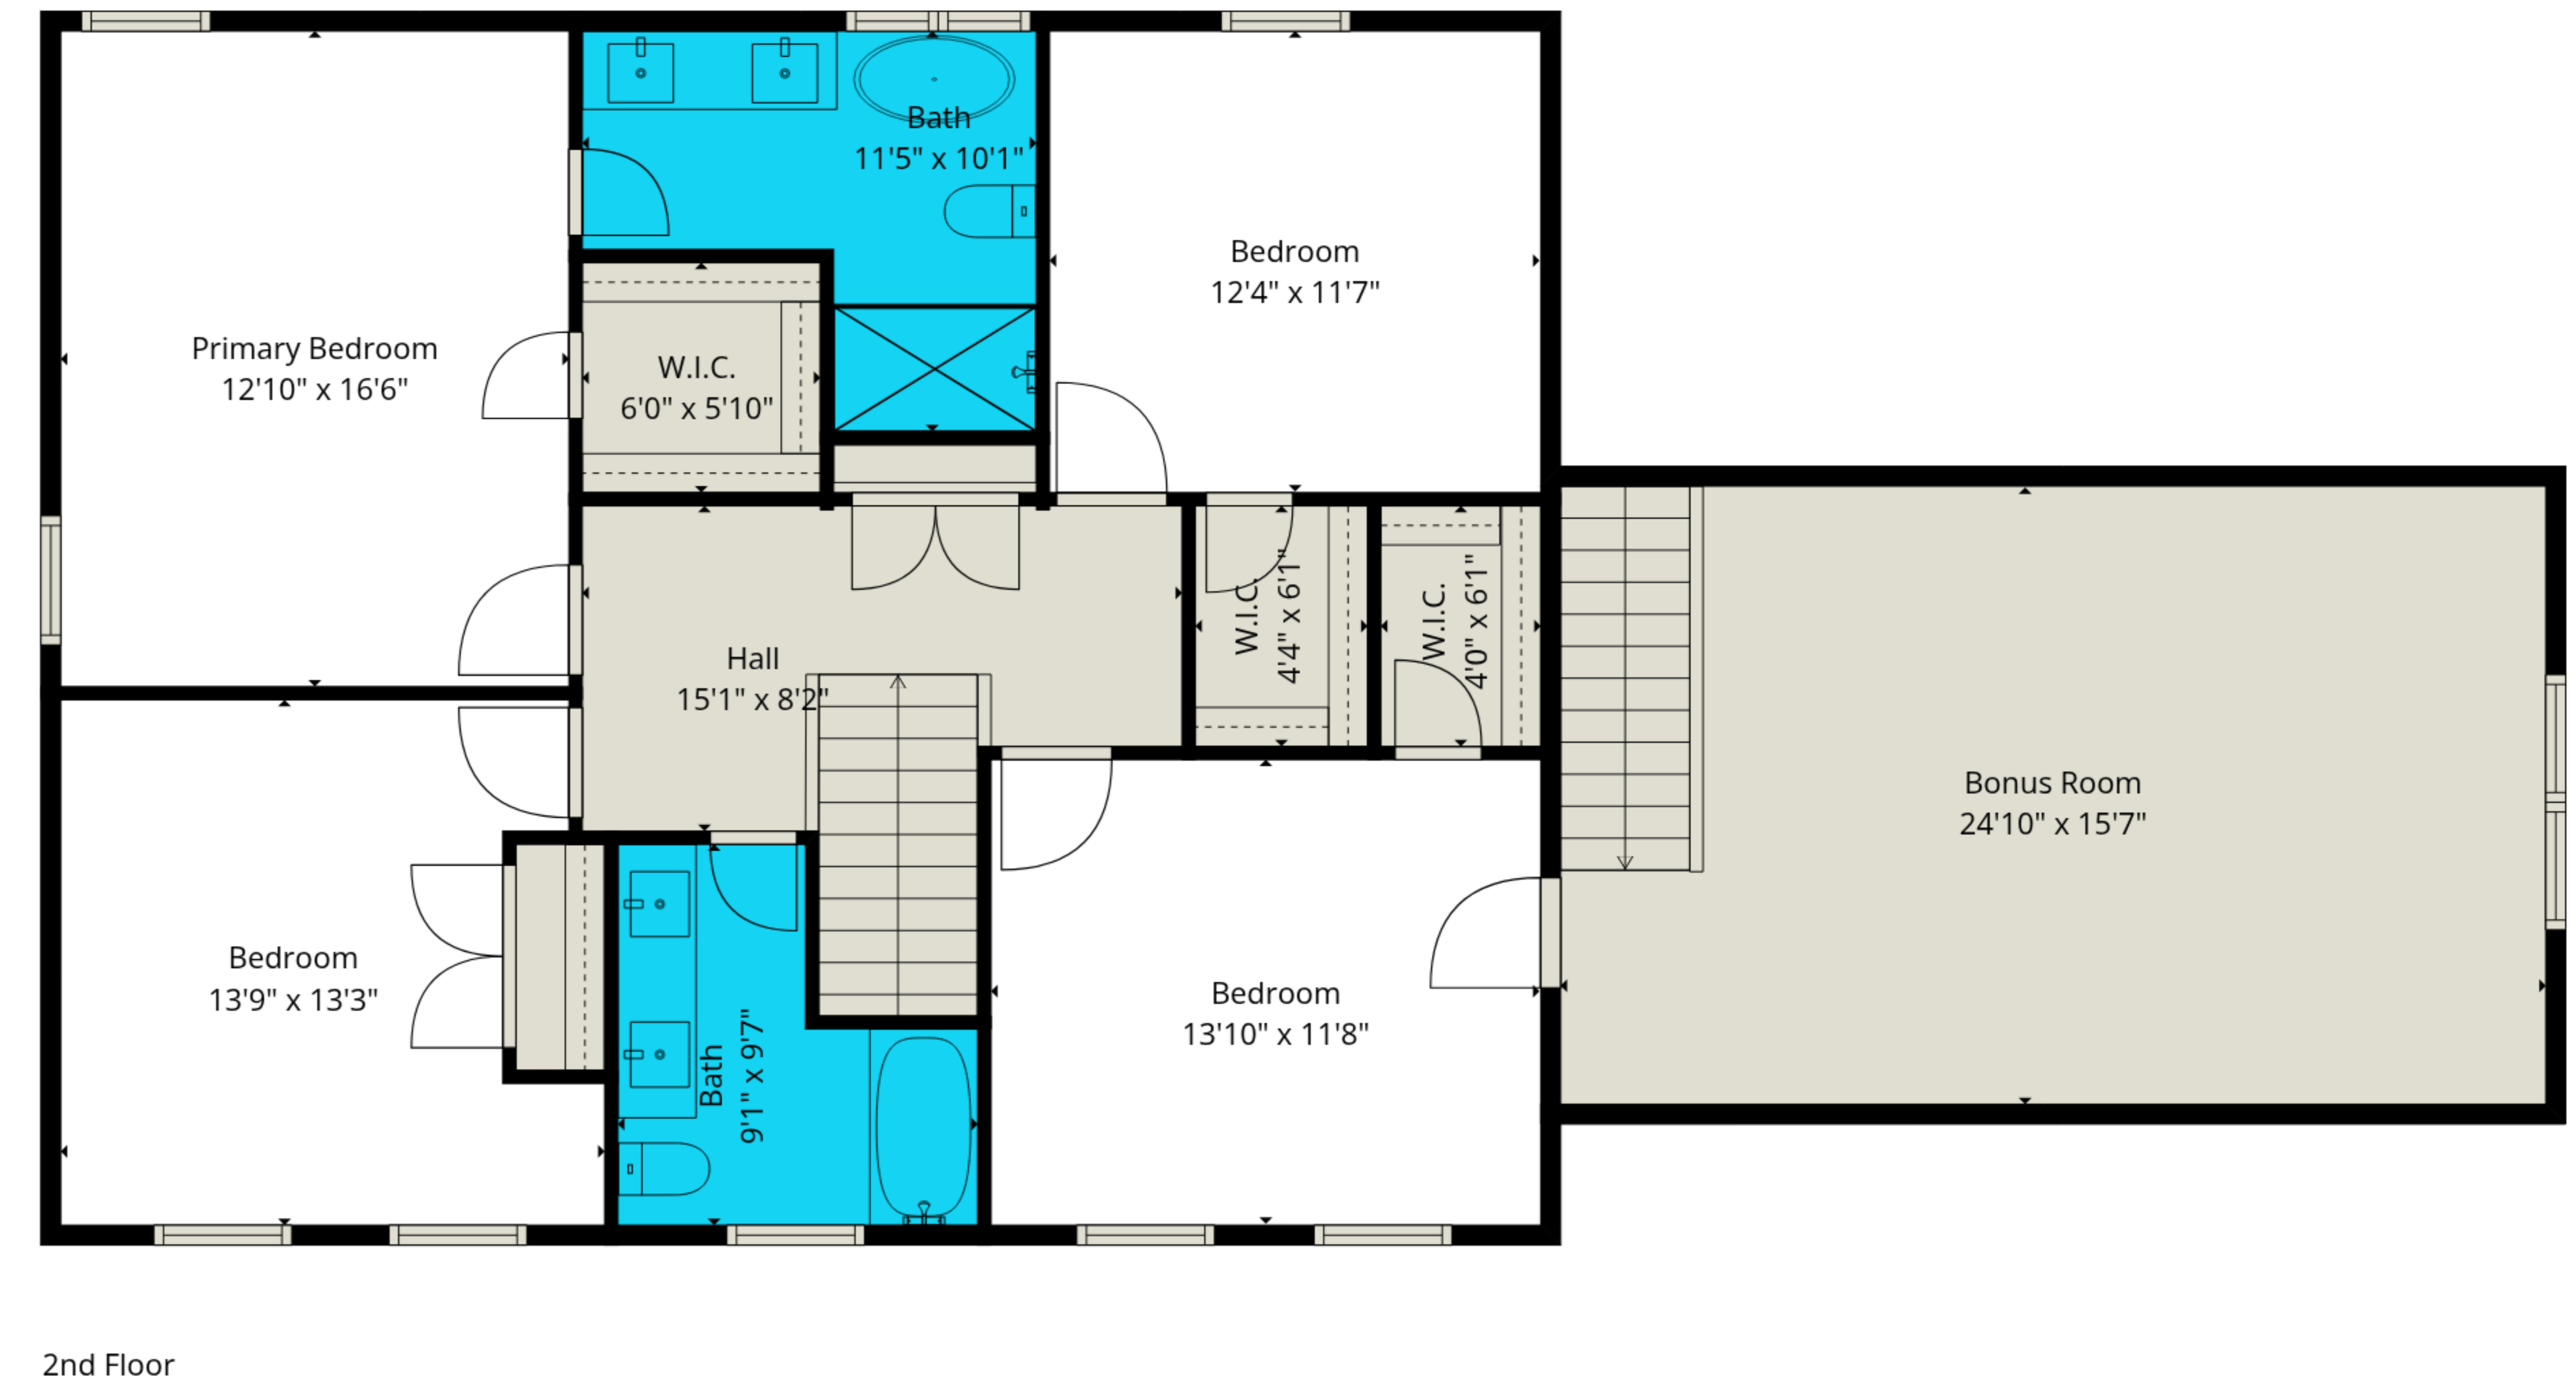 Bath
11'5" x 10'1"
Bedroom
12'4" x 11'7"
Primary Bedroom
12'10" x 16'6"
W.I.C.
6'0" x 5'10"
W.I.C.
4'4" x 6'1"
W.I.C.
4'0" x 6'1"
Hall
15'1" x 8'2"
Bonus Room
24'10" x 15'7"
Bedroom
13'9" x 13'3"
Bath
9'1" x 9'7"
Bedroom
13'10" x 11'8"
2nd Floor